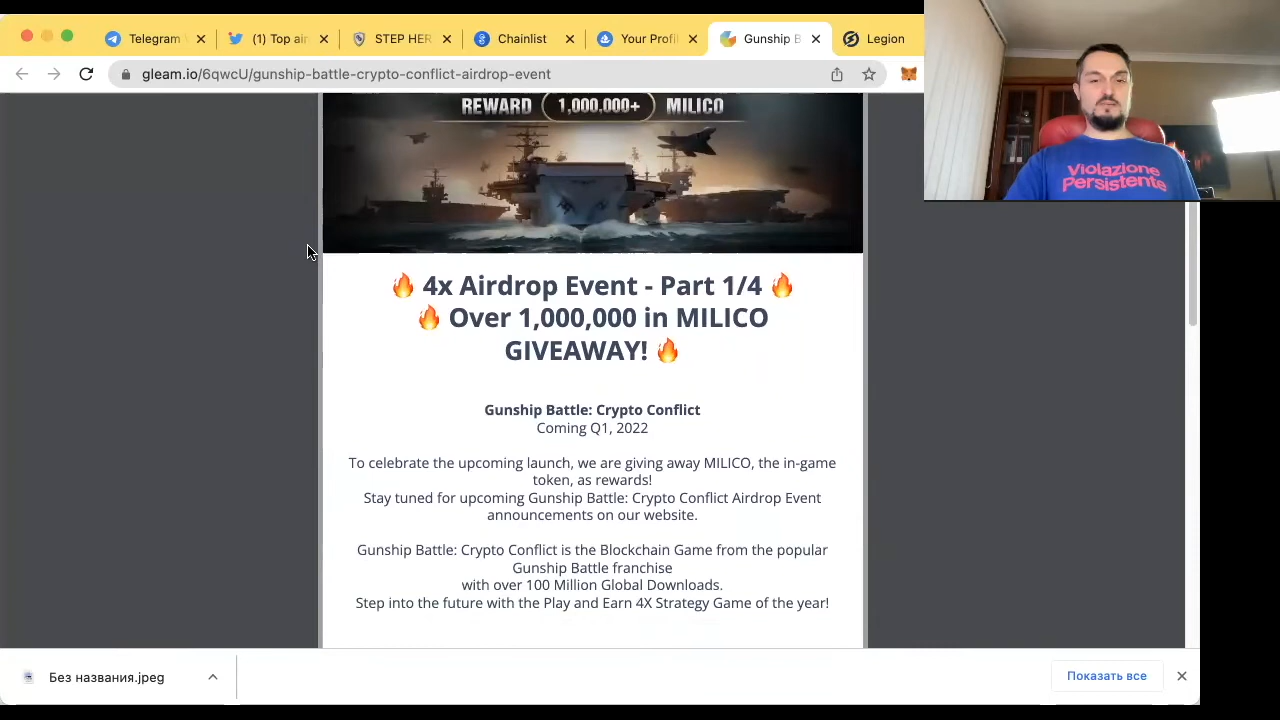 Telegram
(1) Top air
STEP HER
Chainlist
Your Profi
Gunship B
Legion
gleam.io/6qwcU/gunship-battle-crypto-conflict-airdrop-event
REWARD 1,000,000+ MILICO
🔥 4x Airdrop Event - Part 1/4 🔥
🔥 Over 1,000,000 in MILICO
GIVEAWAY! 🔥
Gunship Battle: Crypto Conflict
Coming Q1, 2022
To celebrate the upcoming launch, we are giving away MILICO, the in-game
token, as rewards!
Stay tuned for upcoming Gunship Battle: Crypto Conflict Airdrop Event
announcements on our website.
Gunship Battle: Crypto Conflict is the Blockchain Game from the popular
Gunship Battle franchise
with over 100 Million Global Downloads.
Step into the future with the Play and Earn 4X Strategy Game of the year!
Violazione
Persistente
Без названия.jpeg
Показать все